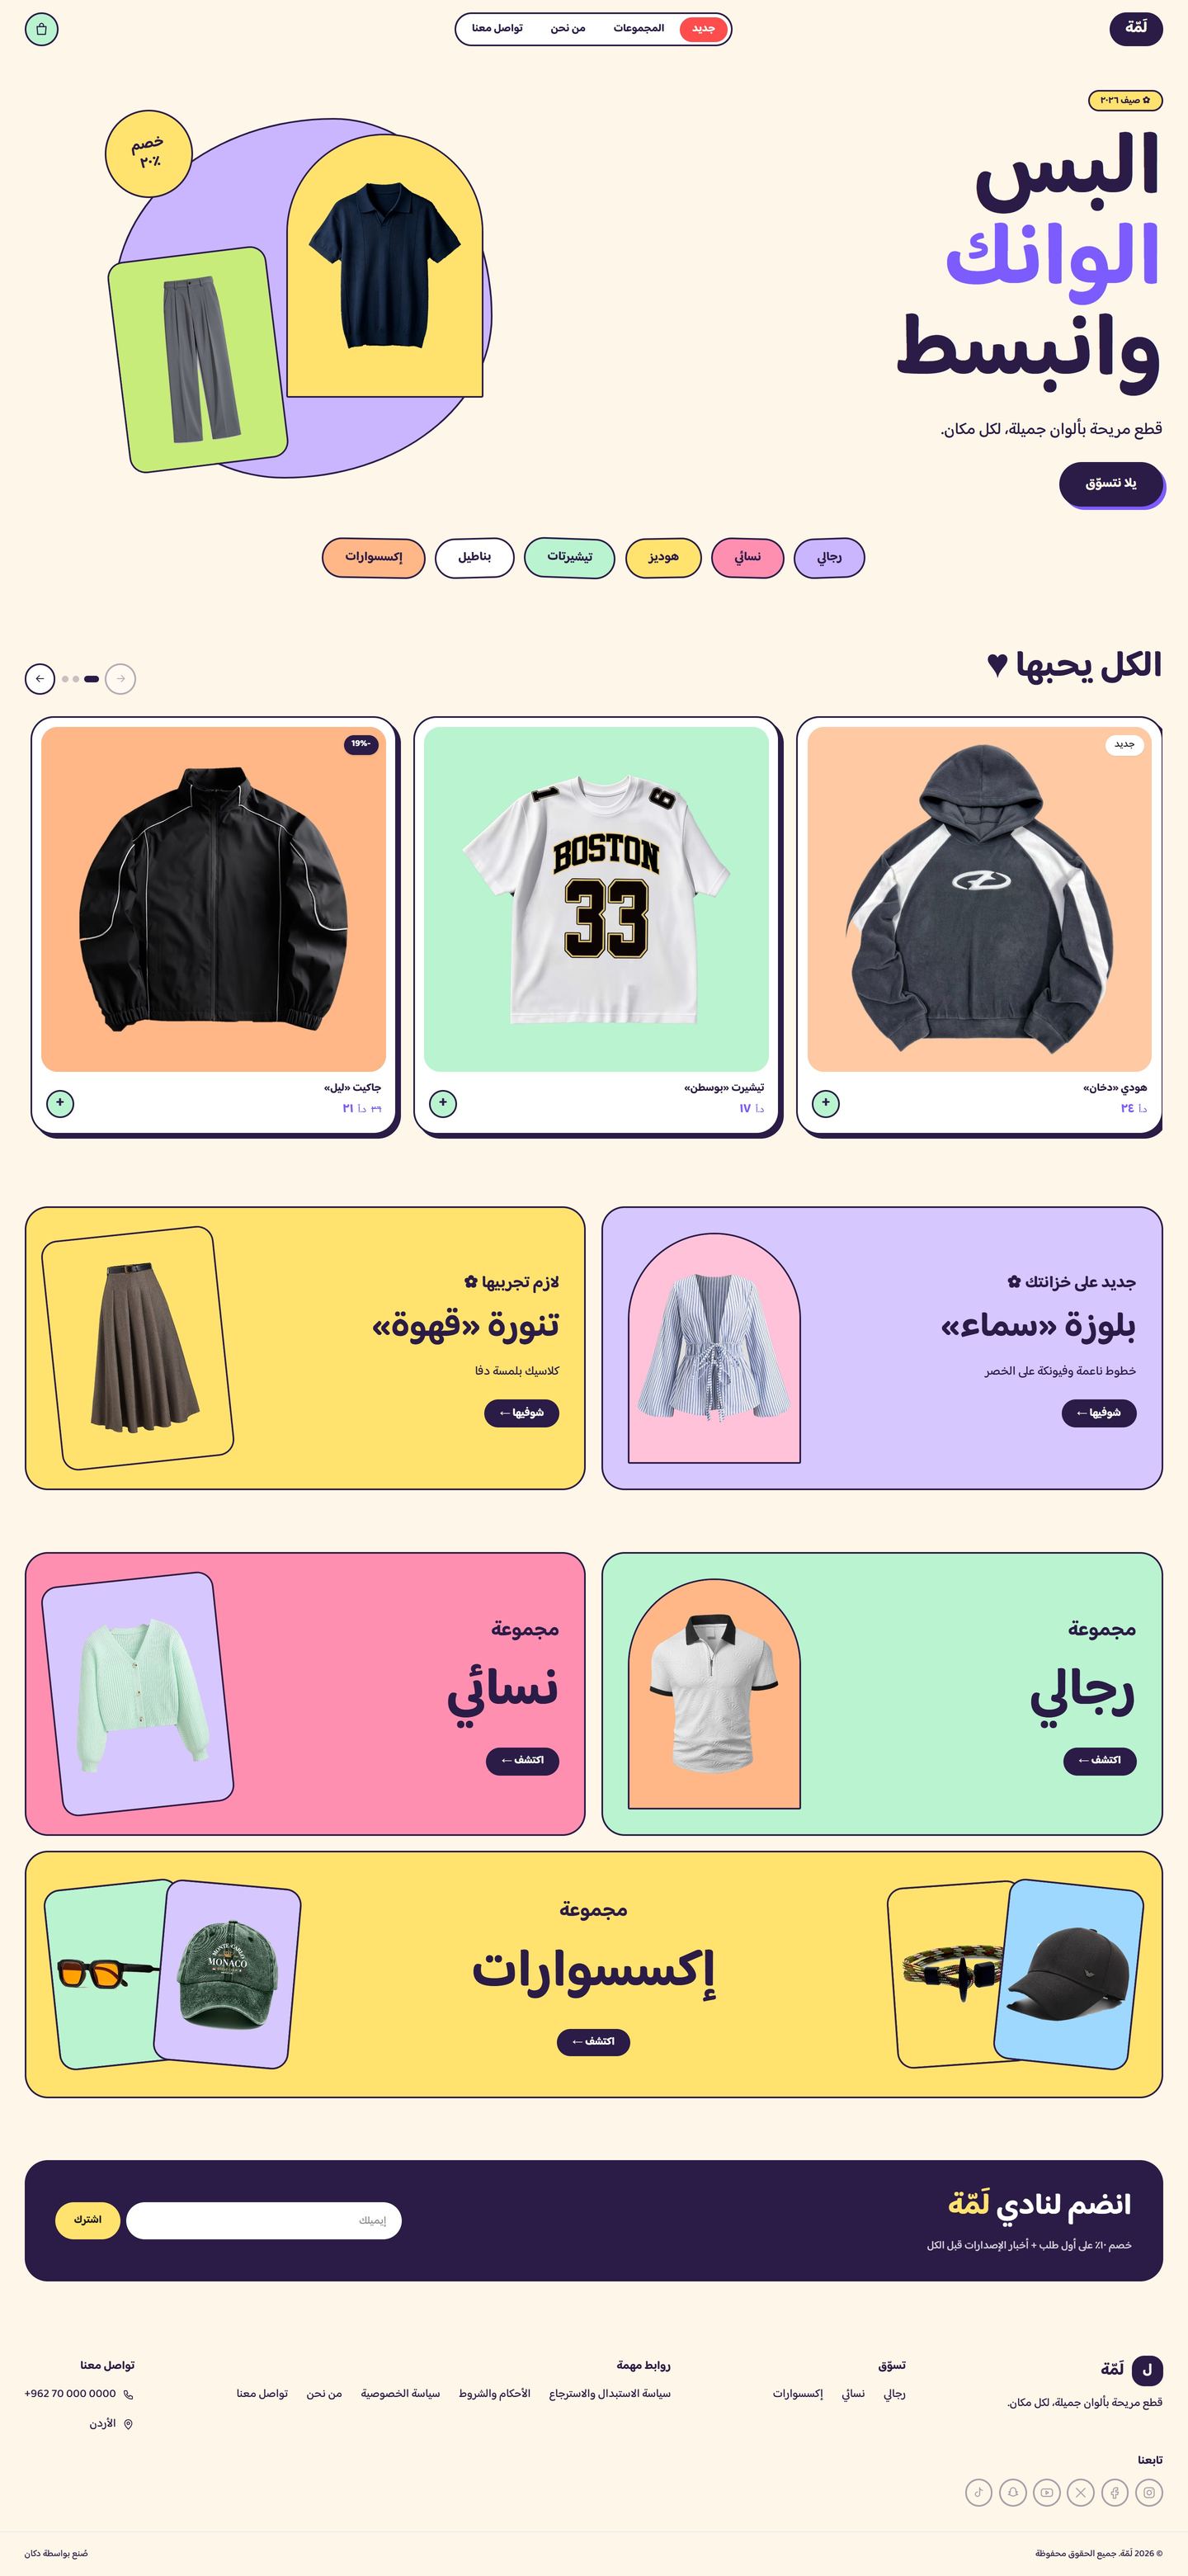 لَمّة
جديد
المجموعات
من نحن
تواصل معنا
✿ صيف ٢٠٢٦
البس
الوانك
وانبسط
قطع مريحة بألوان جميلة، لكل مكان.
يلا نتسوّق
خصم
٢٠٪
رجالي
نسائي
هوديز
تيشيرتات
بناطيل
إكسسوارات
الكل يحبها ♥
جديد
هودي «دخان»
٢٤ دا
+
1 9
BOSTON
33
تيشيرت «بوسطن»
١٧ دا
+
-19%
جاكيت «ليل»
٢١ دا ٣٩
+
جديد على خزانتك ✿
بلوزة «سماء»
خطوط ناعمة وفيونكة على الخصر
شوفيها ←
لازم تجربيها ✿
تنورة «قهوة»
كلاسيك بلمسة دفا
شوفيها ←
مجموعة
رجالي
اكتشف ←
مجموعة
نسائي
اكتشف ←
مجموعة
إكسسوارات
اكتشف ←
MONTE-CARLO
MONACO
انضم لنادي لَمّة
خصم ١٠٪ على أول طلب + أخبار الإصدارات قبل الكل
إيميلك
اشترك
ل لَمّة
قطع مريحة بألوان جميلة، لكل مكان.
تسوّق
رجالي
نسائي
إكسسوارات
روابط مهمة
سياسة الاستبدال والاسترجاع
الأحكام والشروط
سياسة الخصوصية
من نحن
تواصل معنا
تواصل معنا
+962 70 000 0000
الأردن
تابعنا
© 2026 لَمّة. جميع الحقوق محفوظة
صُنع بواسطة دكان